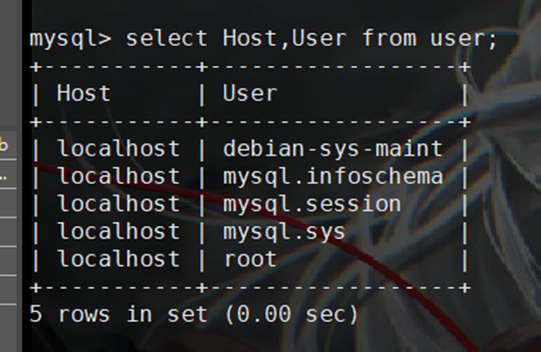 mysql> select Host,User from user;
+-----------+------------------+
| Host      | User             |
+-----------+------------------+
| localhost | debian-sys-maint |
| localhost | mysql.infoschema |
| localhost | mysql.session    |
| localhost | mysql.sys        |
| localhost | root             |
+-----------+------------------+
5 rows in set (0.00 sec)